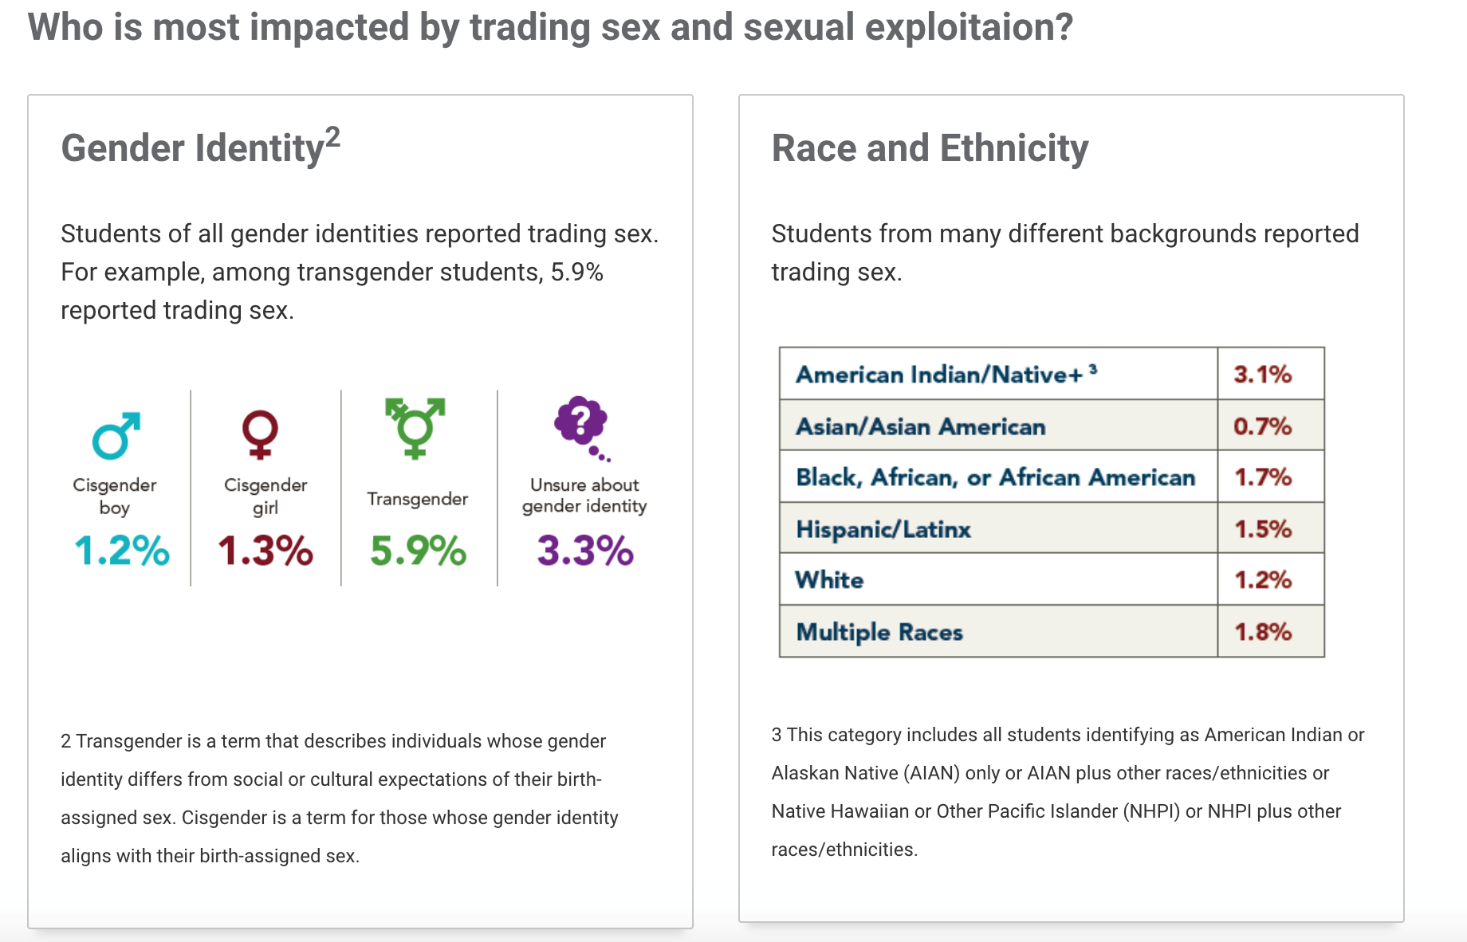 Who is most impacted by trading sex and sexual exploitaion?
Gender Identity2
Students of all gender identities reported trading sex.
For example, among transgender students, 5.9%
reported trading sex.
Cisgender
boy
1.2%
Cisgender
girl
1.3%
Transgender
5.9%
?
Unsure about
gender identity
3.3%
2 Transgender is a term that describes individuals whose gender
identity differs from social or cultural expectations of their birth-
assigned sex. Cisgender is a term for those whose gender identity
aligns with their birth-assigned sex.
Race and Ethnicity
Students from many different backgrounds reported
trading sex.
American Indian/Native+ 3 3.1%
Asian/Asian American 0.7%
Black, African, or African American 1.7%
Hispanic/Latinx 1.5%
White 1.2%
Multiple Races 1.8%
3 This category includes all students identifying as American Indian or
Alaskan Native (AIAN) only or AIAN plus other races/ethnicities or
Native Hawaiian or Other Pacific Islander (NHPI) or NHPI plus other
races/ethnicities.